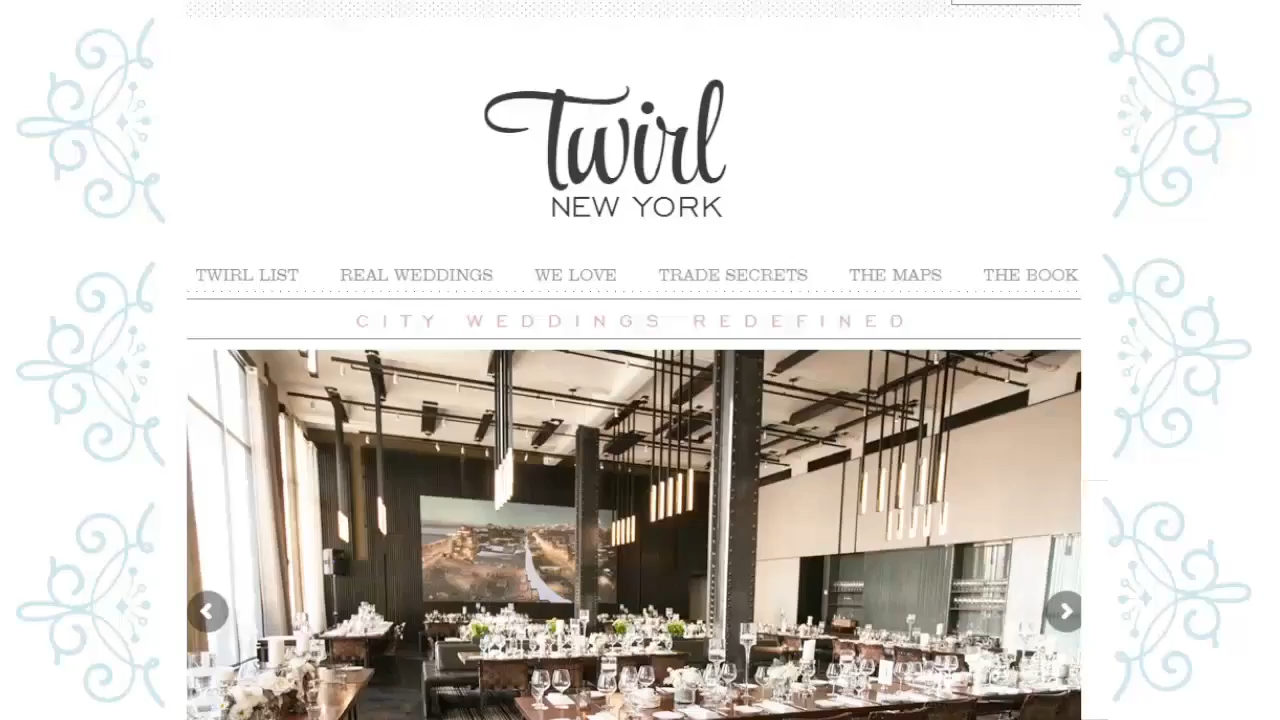 Twirl
NEW YORK
TWIRL LIST REAL WEDDINGS WE LOVE TRADE SECRETS THE MAPS THE BOOK
CITY WEDDINGS REDEFINED